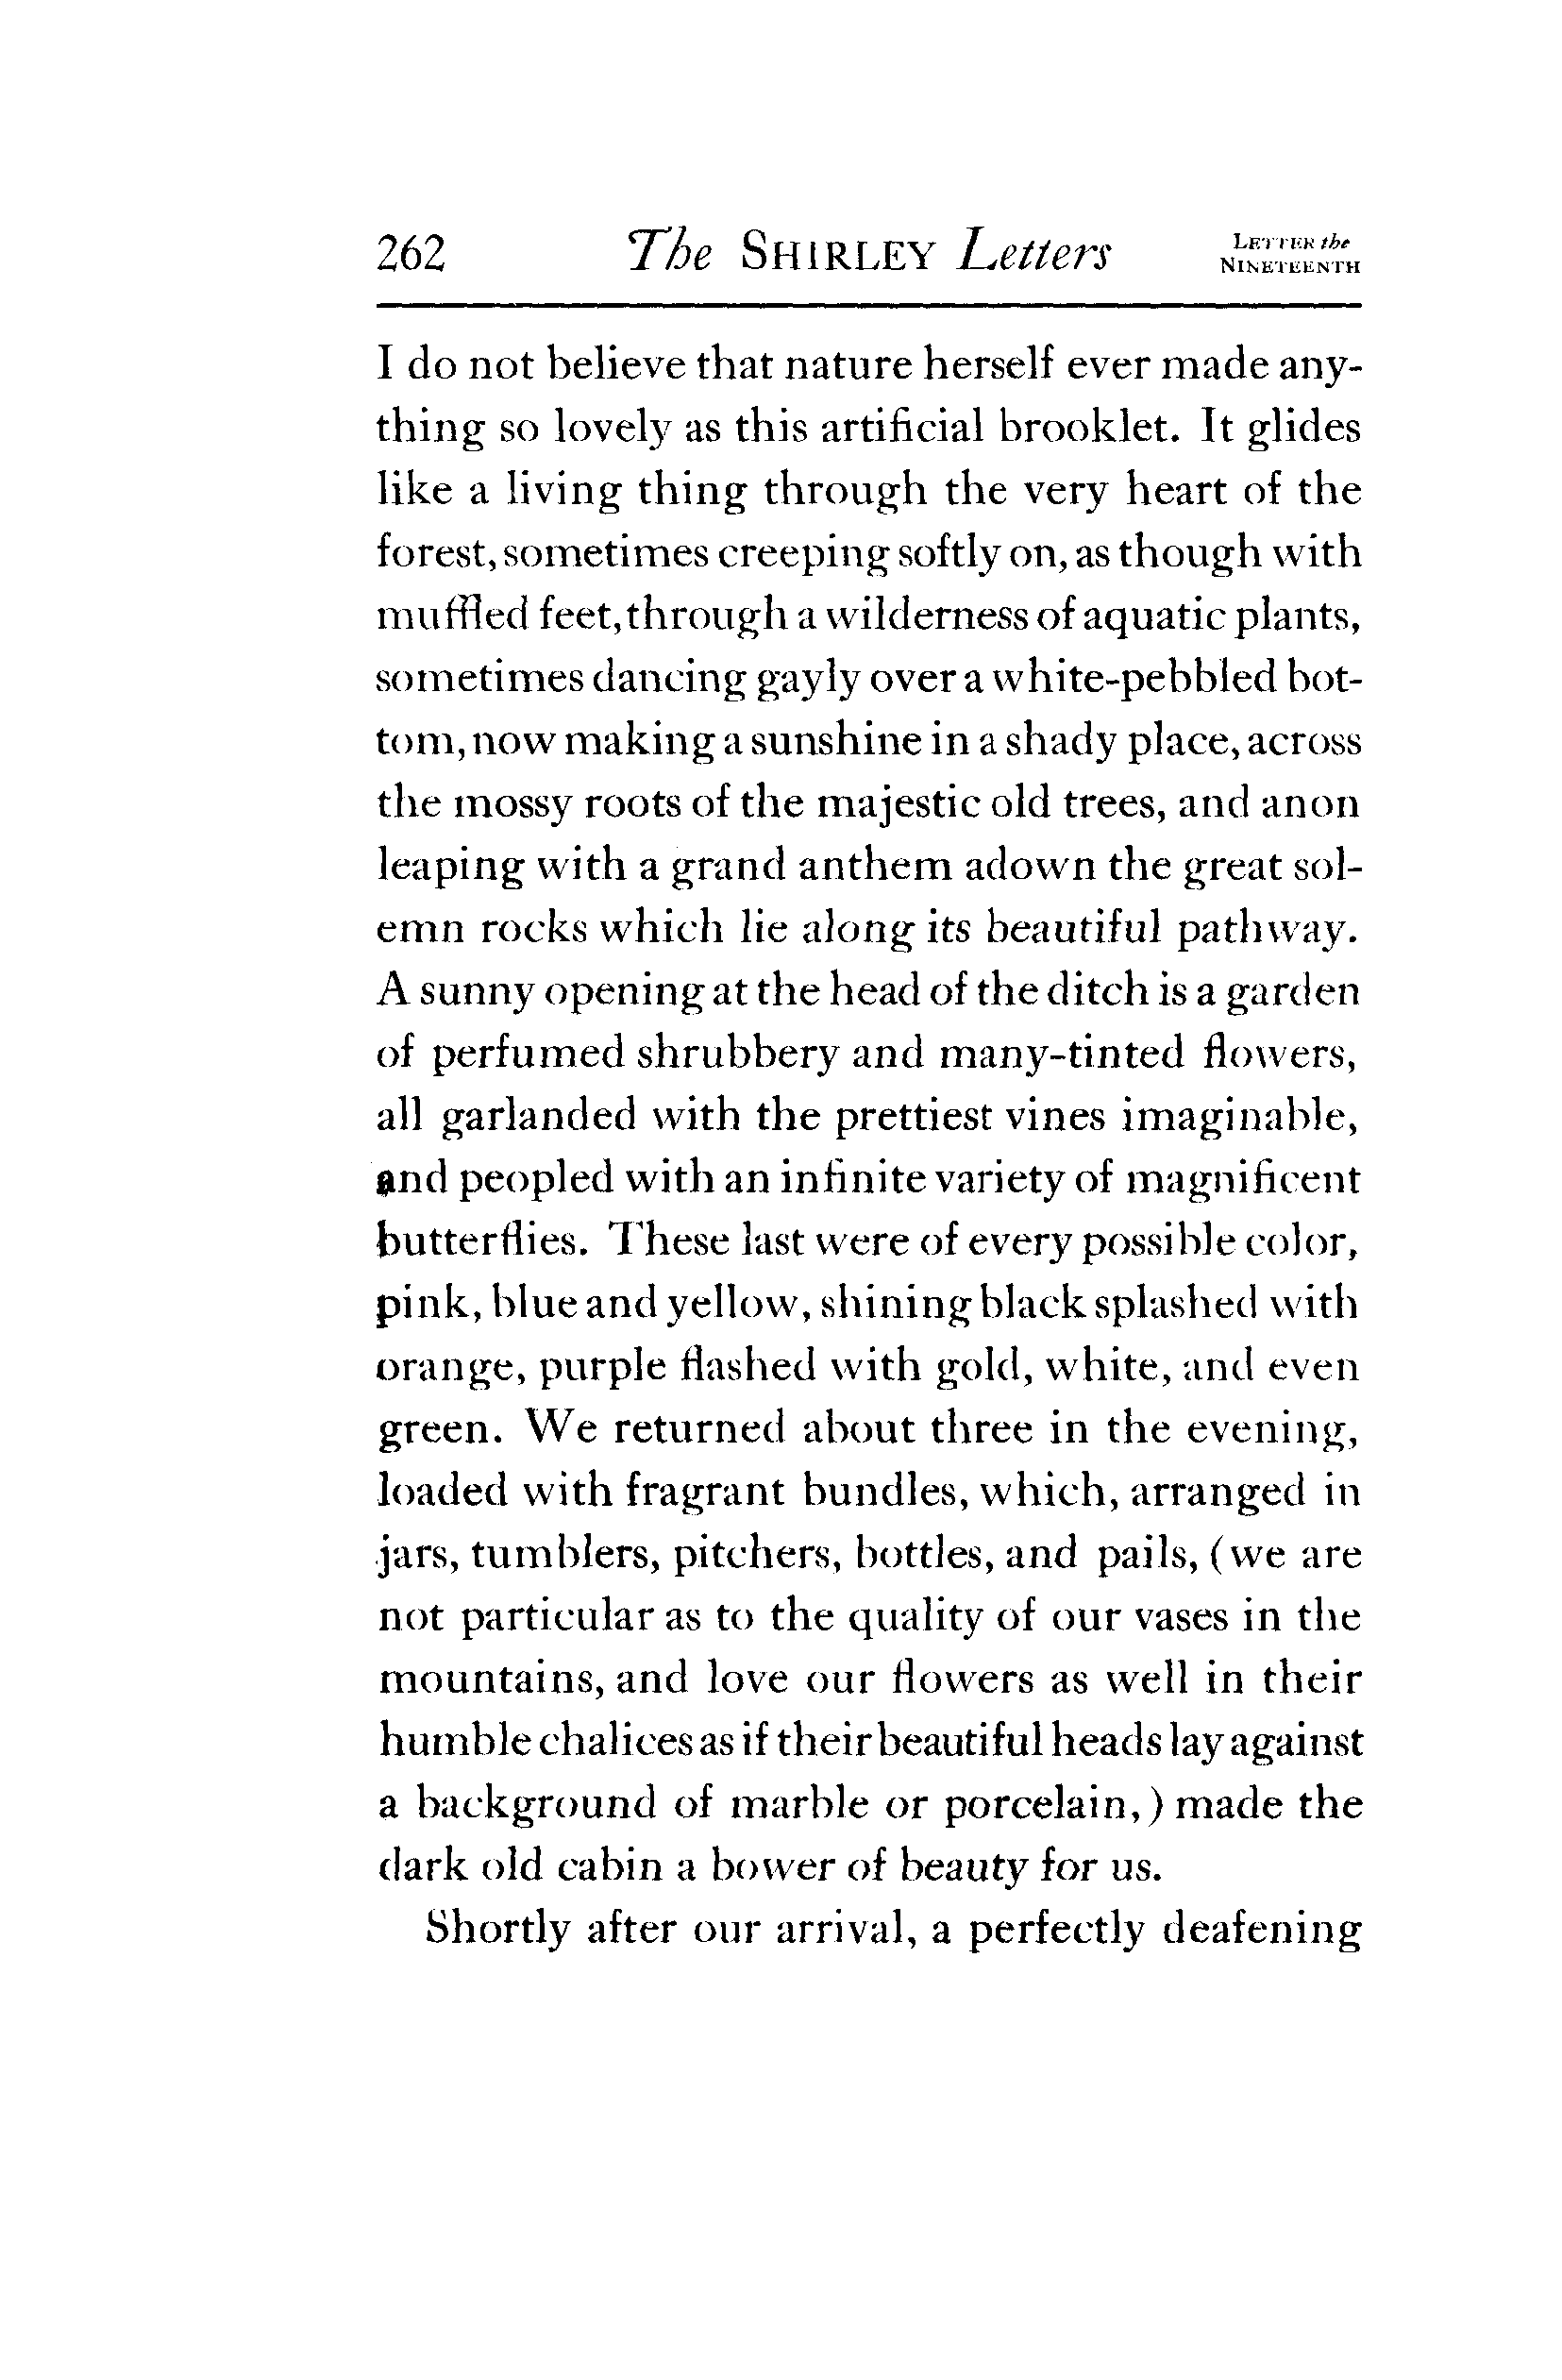 262 The SHIRLEY Letters LETTER the NINETEENTH
I do not believe that nature herself ever made any-
thing so lovely as this artificial brooklet. It glides
like a living thing through the very heart of the
forest, sometimes creeping softly on, as though with
muffled feet, through a wilderness of aquatic plants,
sometimes dancing gayly over a white-pebbled bot-
tom, now making a sunshine in a shady place, across
the mossy roots of the majestic old trees, and anon
leaping with a grand anthem adown the great sol-
emn rocks which lie along its beautiful pathway.
A sunny opening at the head of the ditch is a garden
of perfumed shrubbery and many-tinted flowers,
all garlanded with the prettiest vines imaginable,
and peopled with an infinite variety of magnificent
butterflies. These last were of every possible color,
pink, blue and yellow, shining black splashed with
orange, purple flashed with gold, white, and even
green. We returned about three in the evening,
loaded with fragrant bundles, which, arranged in
jars, tumblers, pitchers, bottles, and pails, (we are
not particular as to the quality of our vases in the
mountains, and love our flowers as well in their
humble chalices as if their beautiful heads lay against
a background of marble or porcelain,) made the
dark old cabin a bower of beauty for us.
Shortly after our arrival, a perfectly deafening